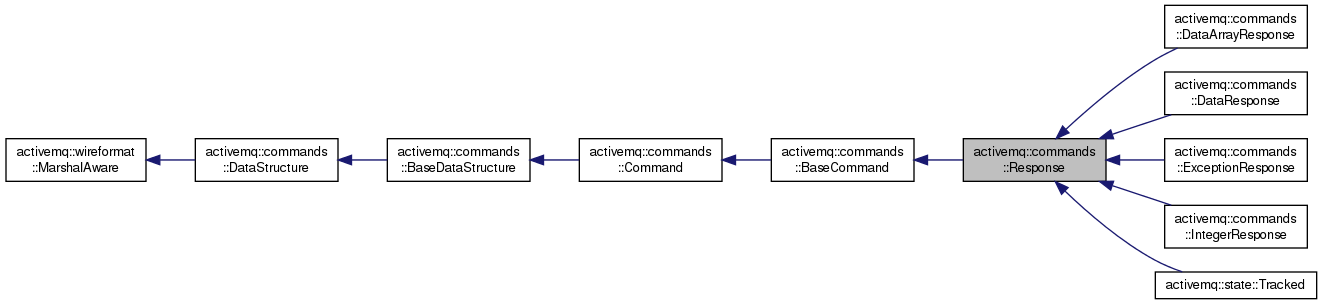 activemq::wireformat
::MarshalAware
activemq::commands
::DataStructure
activemq::commands
::BaseDataStructure
activemq::commands
::Command
activemq::commands
::BaseCommand
activemq::commands
::Response
activemq::commands
::DataArrayResponse
activemq::commands
::DataResponse
activemq::commands
::ExceptionResponse
activemq::commands
::IntegerResponse
activemq::state::Tracked